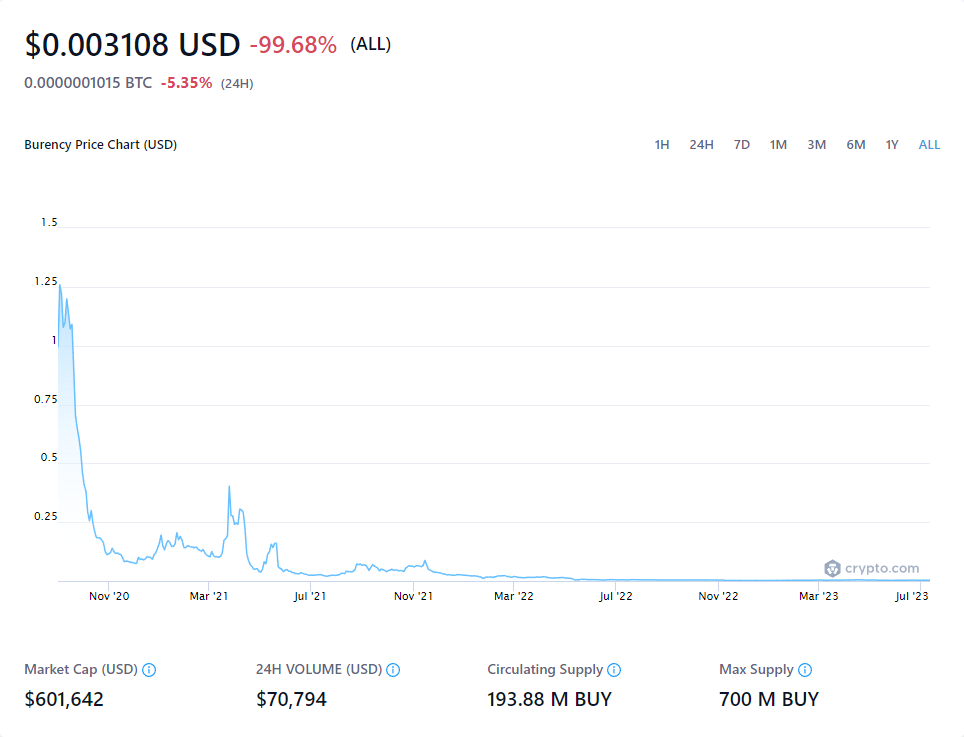 $0.003108 USD -99.68% (ALL)
0.0000001015 BTC -5.35% (24H)
Burency Price Chart (USD) 1H 24H 7D 1M 3M 6M 1Y ALL
1.5
1.25
1
0.75
0.5
0.25
crypto.com
Nov '20 Mar '21 Jul '21 Nov '21 Mar '22 Jul '22 Nov '22 Mar '23 Jul '23
Market Cap (USD) 24H VOLUME (USD) Circulating Supply Max Supply
$601,642 $70,794 193.88 M BUY 700 M BUY